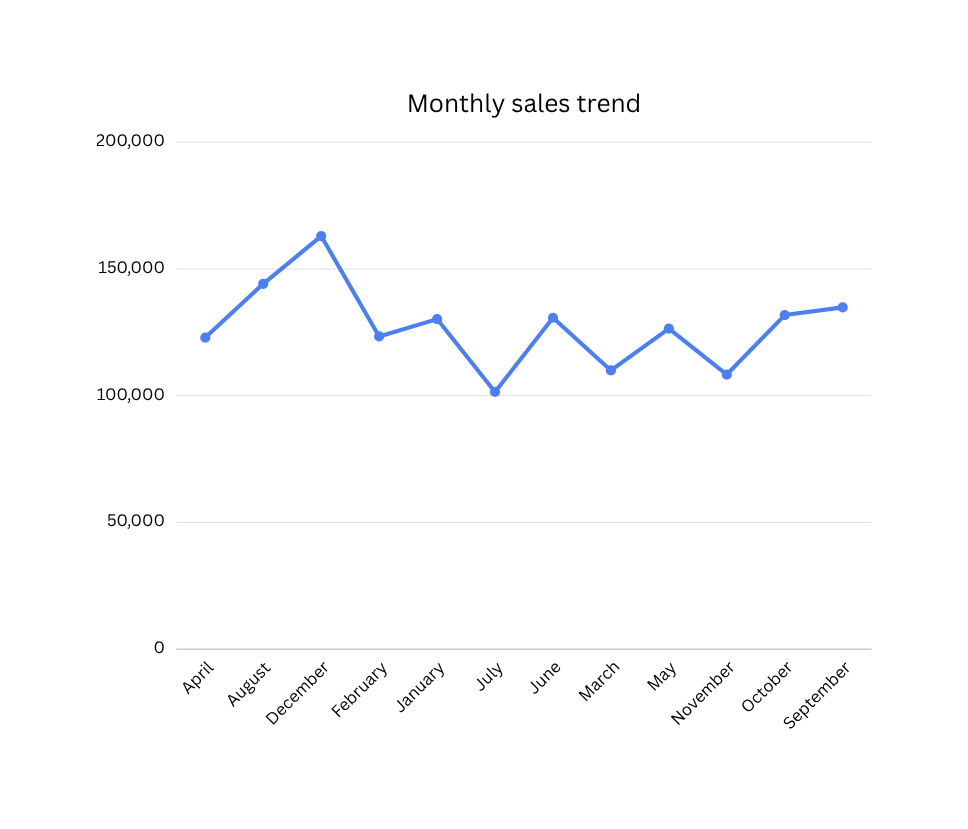 Monthly sales trend
200,000
150,000
100,000
50,000
0
April
August
December
February
January
July
June
March
May
November
October
September